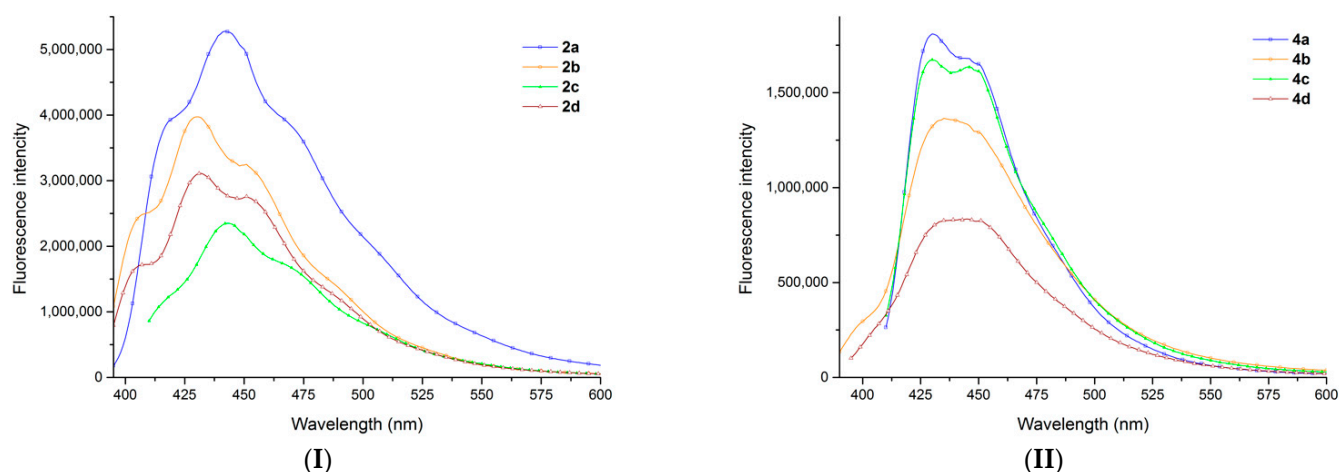 Fluorescence intencity
5,000,000
4,000,000
3,000,000
2,000,000
1,000,000
0
400
425
450
475
500
525
550
575
600
Wavelength (nm)
2a
2b
2c
2d
(I)
Fluorescence intencity
1,500,000
1,000,000
500,000
0
400
425
450
475
500
525
550
575
600
Wavelength (nm)
4a
4b
4c
4d
(II)